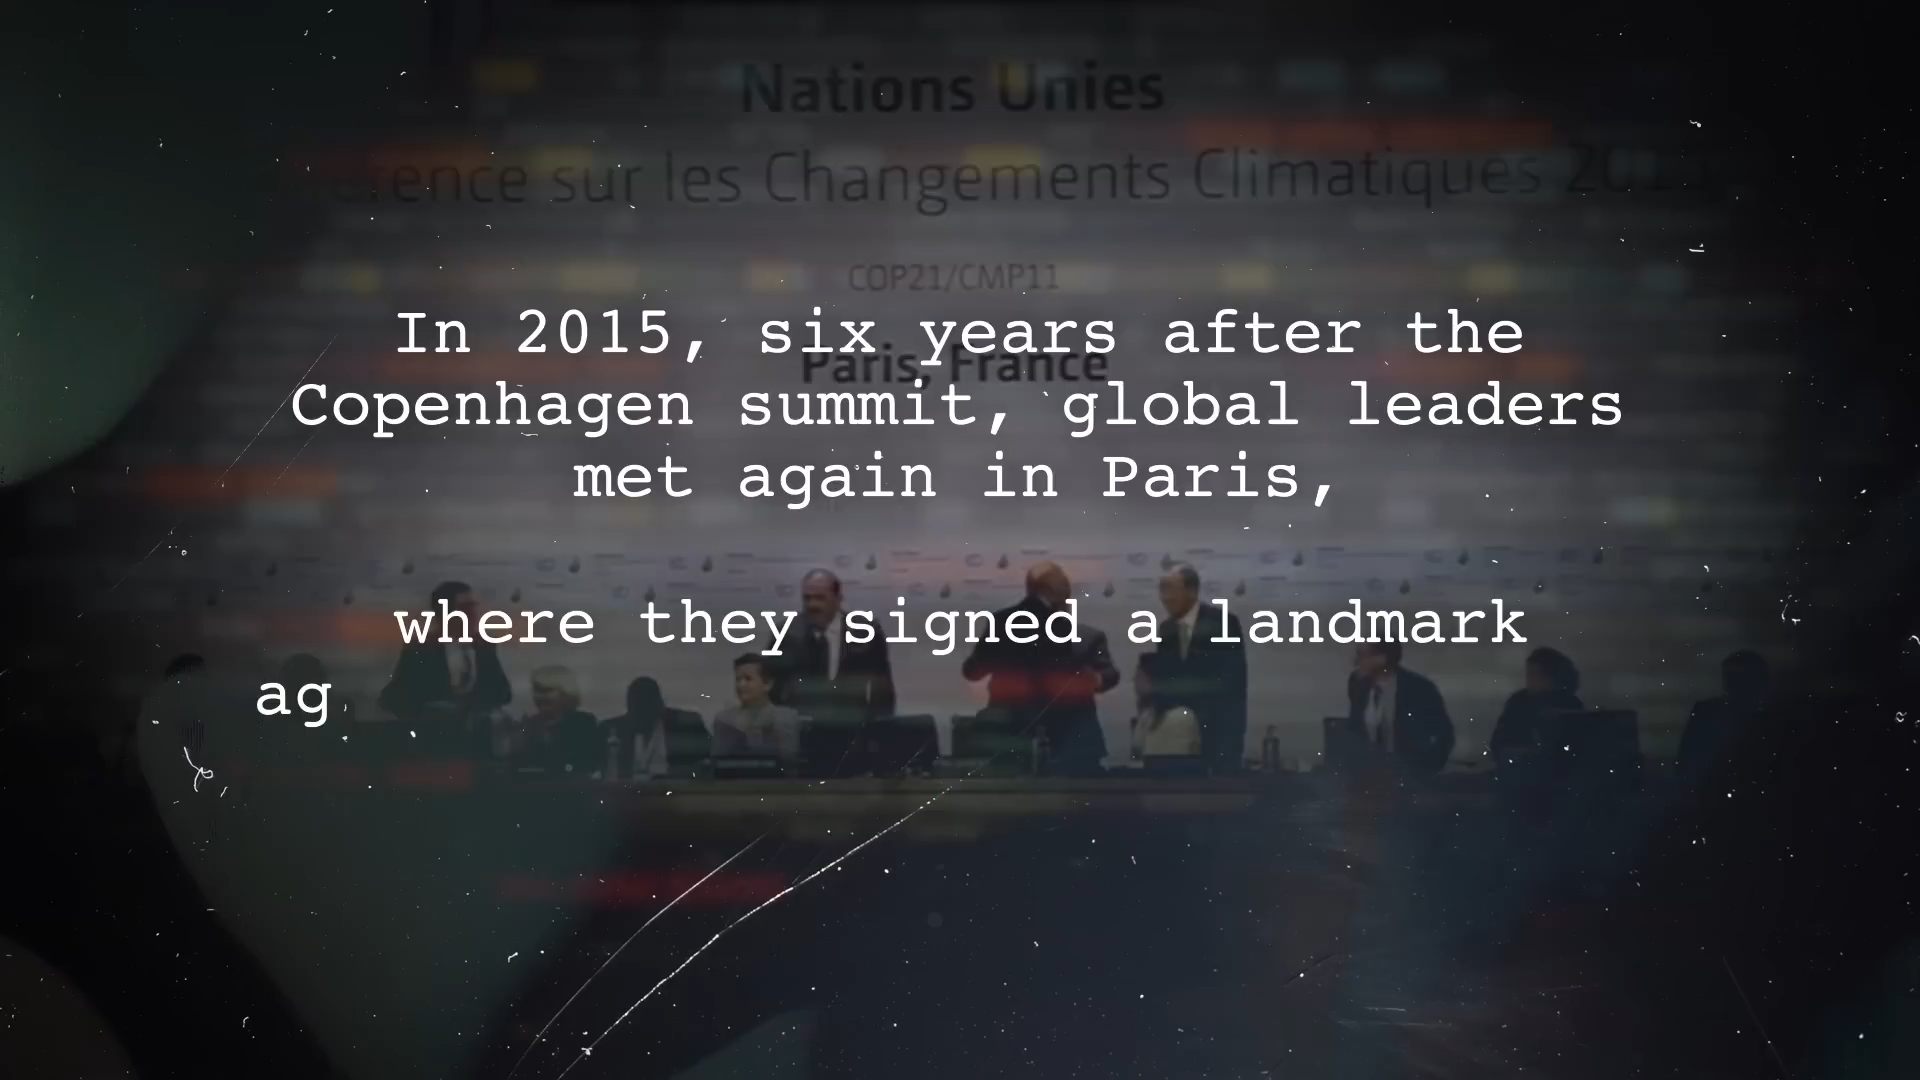 Nations Unies
sur les Changements Climatiques
COP21/CMP11
Paris, France
In 2015, six years after the
Copenhagen summit, global leaders
met again in Paris,
where they signed a landmark
ag